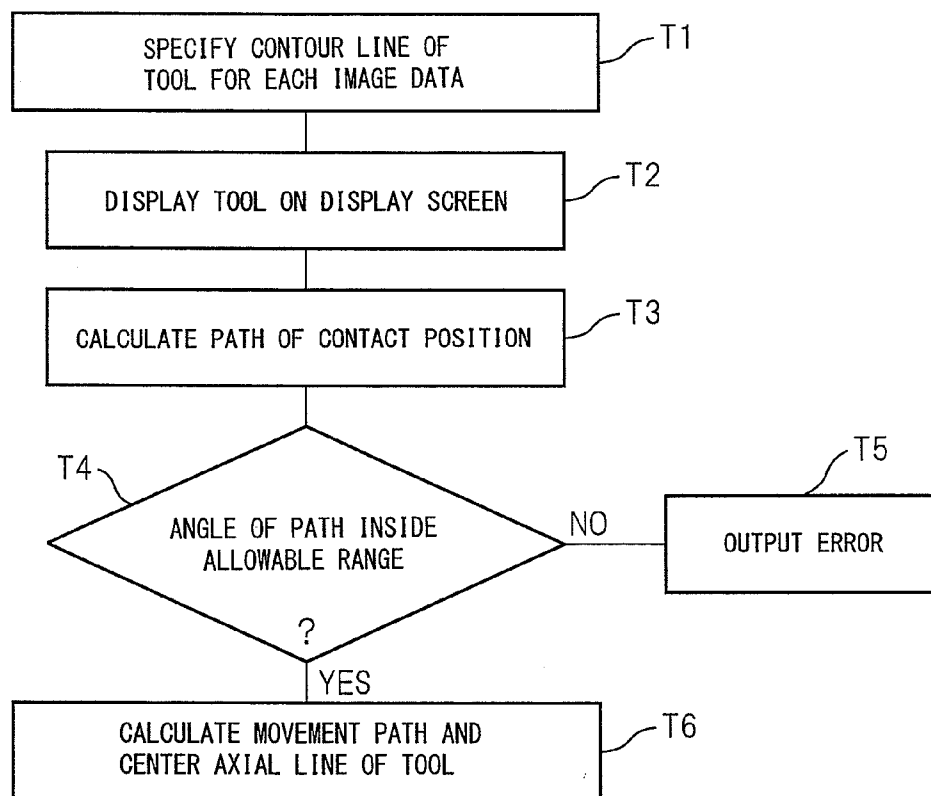 SPECIFY CONTOUR LINE OF
TOOL FOR EACH IMAGE DATA
T1
DISPLAY TOOL ON DISPLAY SCREEN
T2
CALCULATE PATH OF CONTACT POSITION
T3
T4
ANGLE OF PATH INSIDE
ALLOWABLE RANGE
?
NO
T5
OUTPUT ERROR
YES
CALCULATE MOVEMENT PATH AND
CENTER AXIAL LINE OF TOOL
T6